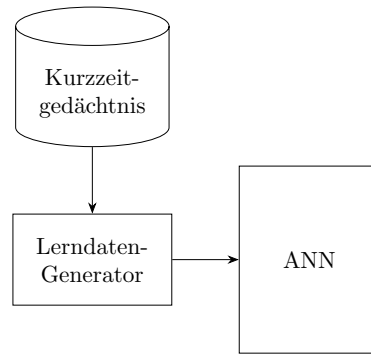 Kurzzeit-
gedächtnis
Lerndaten-
Generator
ANN